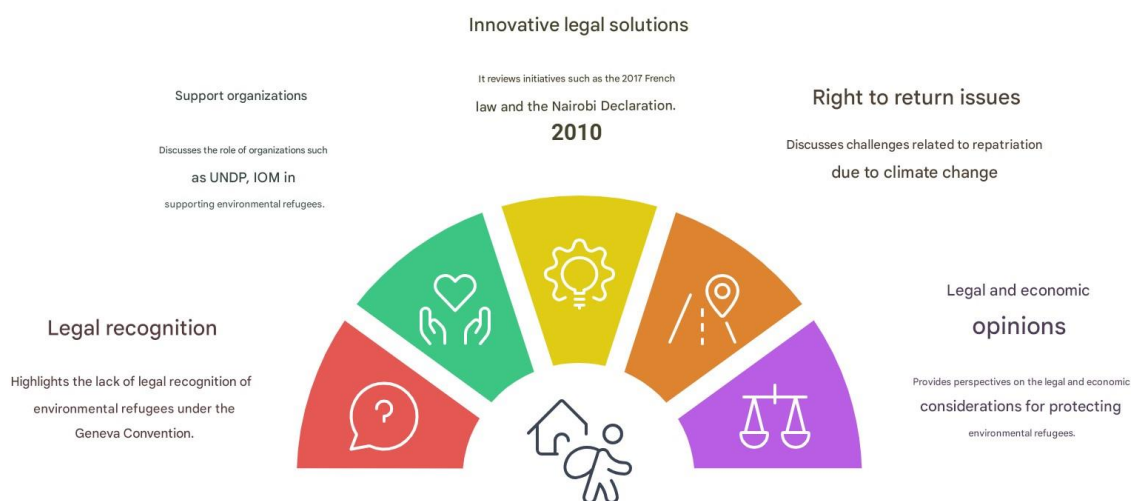 Innovative legal solutions
It reviews initiatives such as the 2017 French
law and the Nairobi Declaration.
2010
Support organizations
Discusses the role of organizations such
as UNDP, IOM in
supporting environmental refugees.
Right to return issues
Discusses challenges related to repatriation
due to climate change
Legal recognition
Highlights the lack of legal recognition of
environmental refugees under the
Geneva Convention.
Legal and economic
opinions
Provides perspectives on the legal and economic
considerations for protecting
environmental refugees.